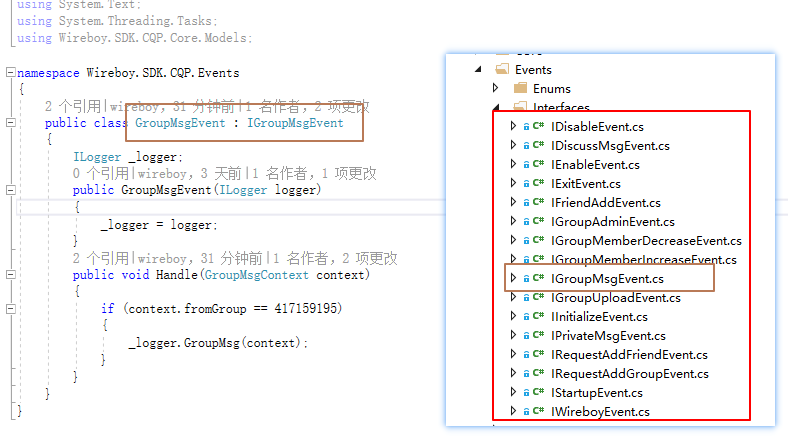 using System.Text;
using System.Threading.Tasks;
using Wireboy.SDK.CQP.Core.Models;
namespace Wireboy.SDK.CQP.Events
{
2 个引用|wireboy，31 分钟前|1 名作者，2 项更改
public class GroupMsgEvent : IGroupMsgEvent
{
ILogger _logger;
0 个引用|wireboy，3 天前|1 名作者，1 项更改
public GroupMsgEvent(ILogger logger)
{
_logger = logger;
}
2 个引用|wireboy，31 分钟前|1 名作者，2 项更改
public void Handle(GroupMsgContext context)
{
if (context.fromGroup == 417159195)
{
_logger.GroupMsg(context);
}
}
}
}
Events
Enums
Interfaces
C# IDisableEvent.cs
C# IDiscussMsgEvent.cs
C# IEnableEvent.cs
C# IExitEvent.cs
C# IFriendAddEvent.cs
C# IGroupAdminEvent.cs
C# IGroupMemberDecreaseEvent.cs
C# IGroupMemberIncreaseEvent.cs
C# IGroupMsgEvent.cs
C# IGroupUploadEvent.cs
C# IInitializeEvent.cs
C# IPrivateMsgEvent.cs
C# IRequestAddFriendEvent.cs
C# IRequestAddGroupEvent.cs
C# IStartupEvent.cs
C# IWireboyEvent.cs